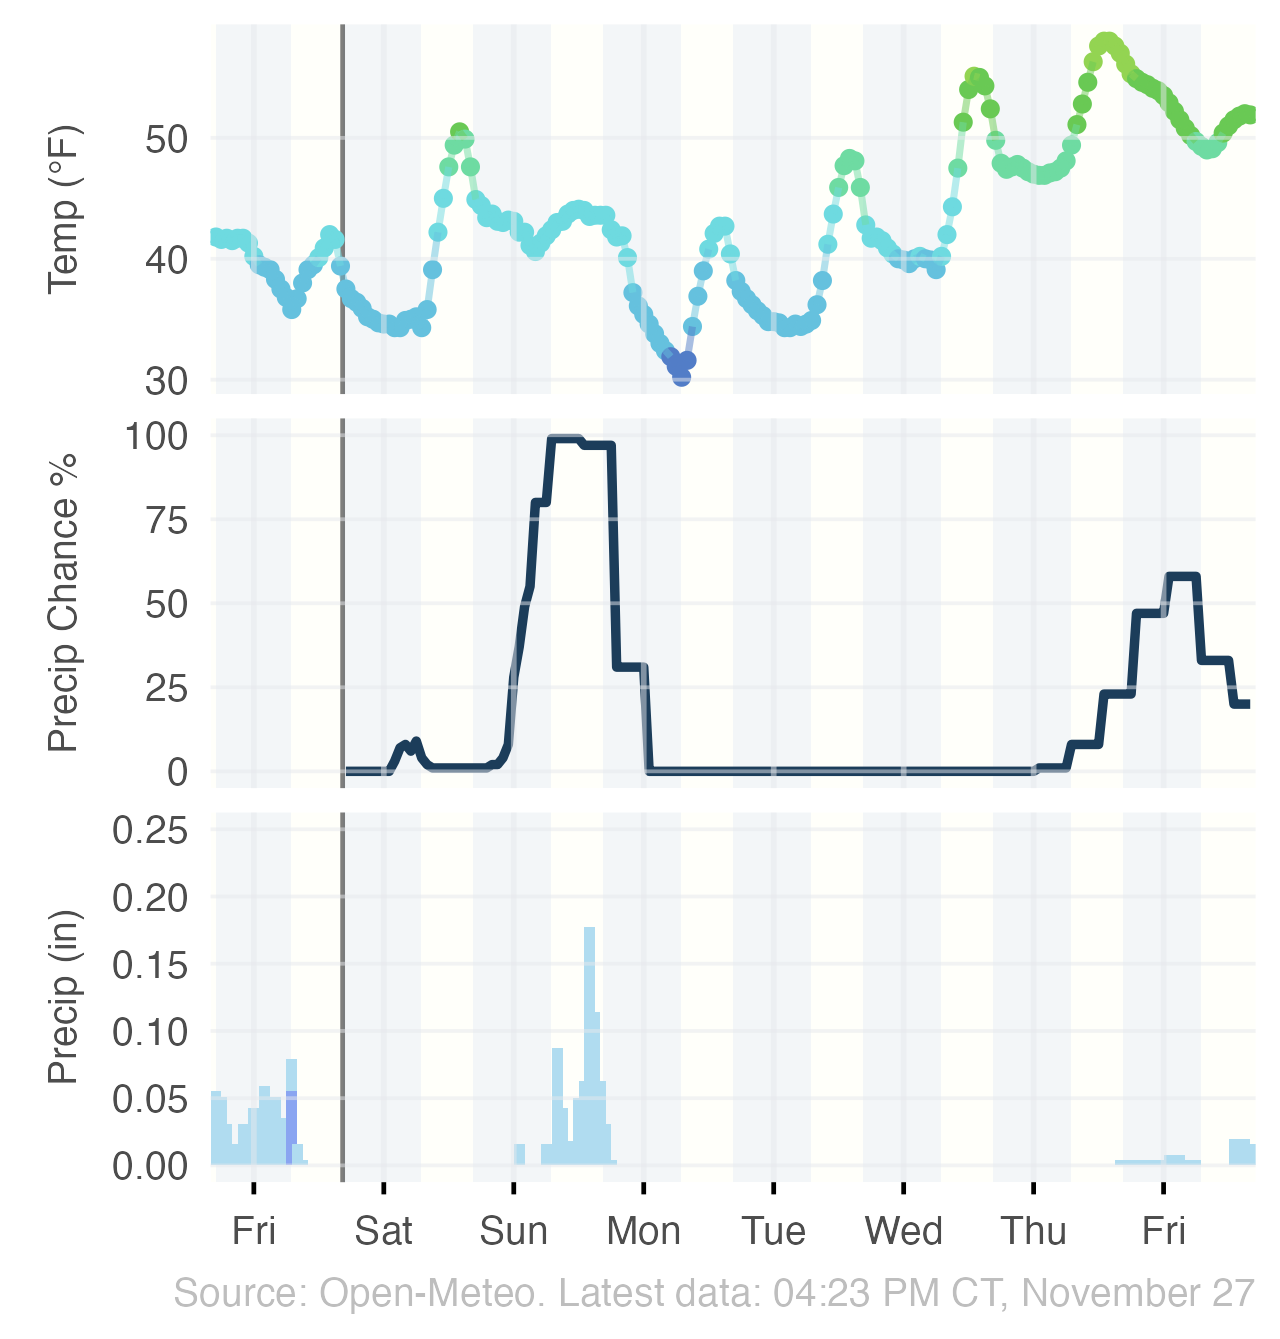 Temp (°F)
50
40
30
Precip Chance %
100
75
50
25
0
Precip (in)
0.25
0.20
0.15
0.10
0.05
0.00
Fri Sat Sun Mon Tue Wed Thu Fri
Source: Open-Meteo. Latest data: 04:23 PM CT, November 27